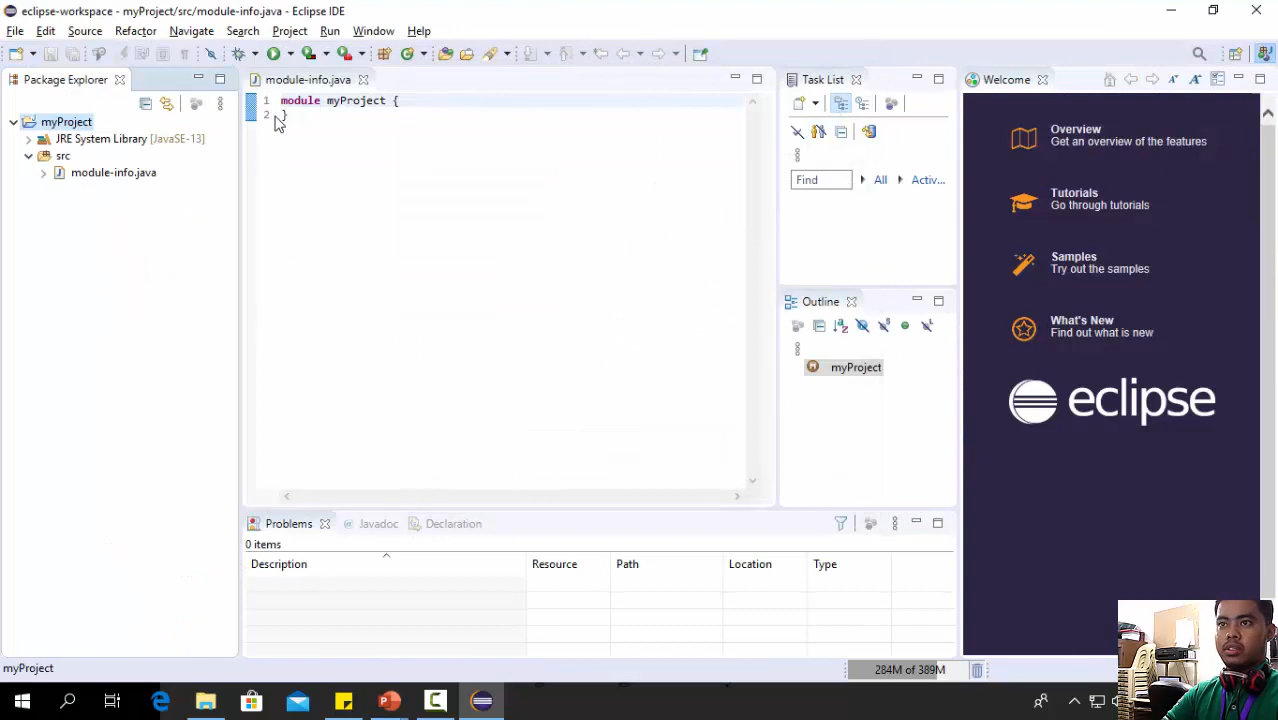 eclipse-workspace - myProject/src/module-info.java - Eclipse IDE
File Edit Source Refactor Navigate Search Project Run Window Help
Package Explorer
myProject
JRE System Library [JavaSE-13]
src
module-info.java
module-info.java
1 module myProject {
2 }
Task List
Find All Activ...
Outline
myProject
Welcome
Overview
Get an overview of the features
Tutorials
Go through tutorials
Samples
Try out the samples
What's New
Find out what is new
eclipse
Problems Javadoc Declaration
0 items
Description Resource Path Location Type
myProject
284M of 389M